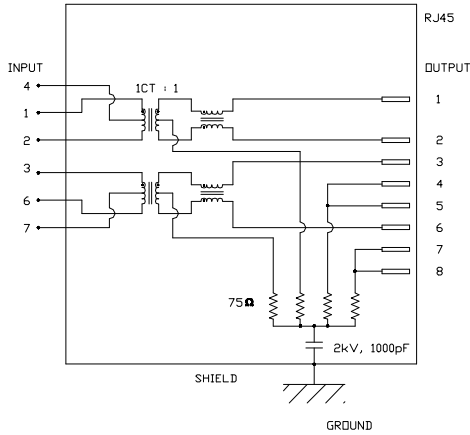 RJ45
INPUT
OUTPUT
4
1CT : 1
1
1
2
2
3
3
4
5
6
6
7
7
8
75Ω
2kV, 1000pF
SHIELD
GROUND